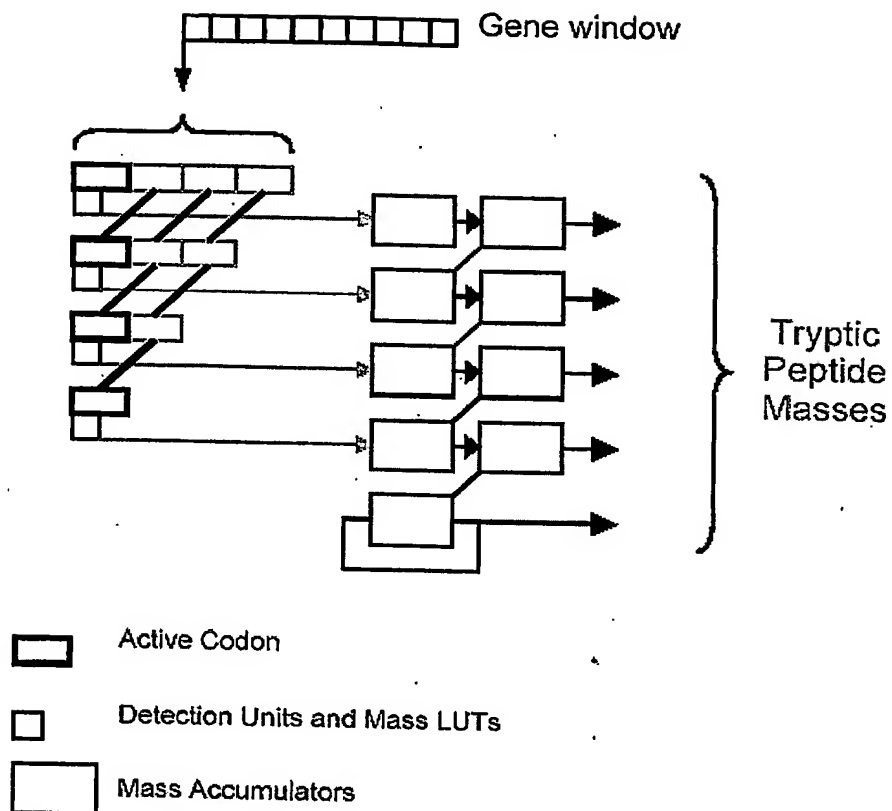 Gene window
Tryptic
Peptide
Masses
Active Codon
Detection Units and Mass LUTs
Mass Accumulators